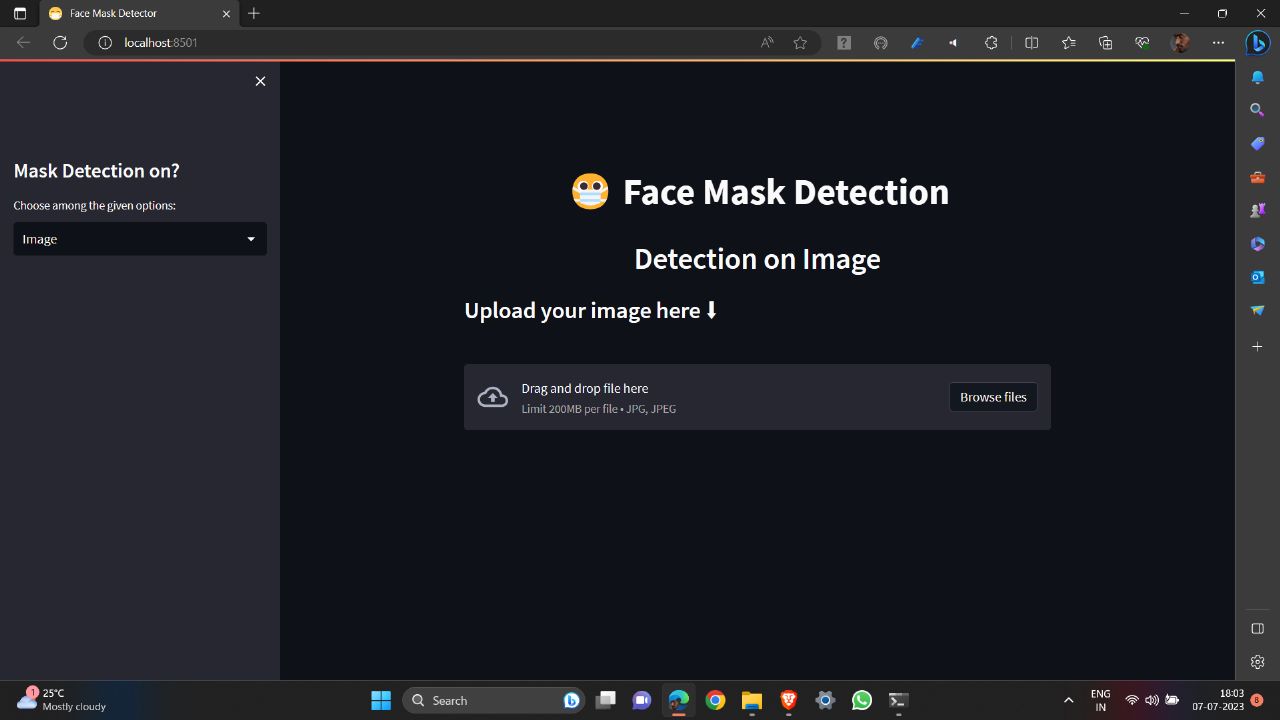 Face Mask Detector
localhost:8501
Mask Detection on?
Choose among the given options:
Image
😷 Face Mask Detection
Detection on Image
Upload your image here ⬇
Drag and drop file here
Limit 200MB per file • JPG, JPEG
Browse files
1
25°C
Mostly cloudy
Search
ENG
IN
18:03
07-07-2023
8